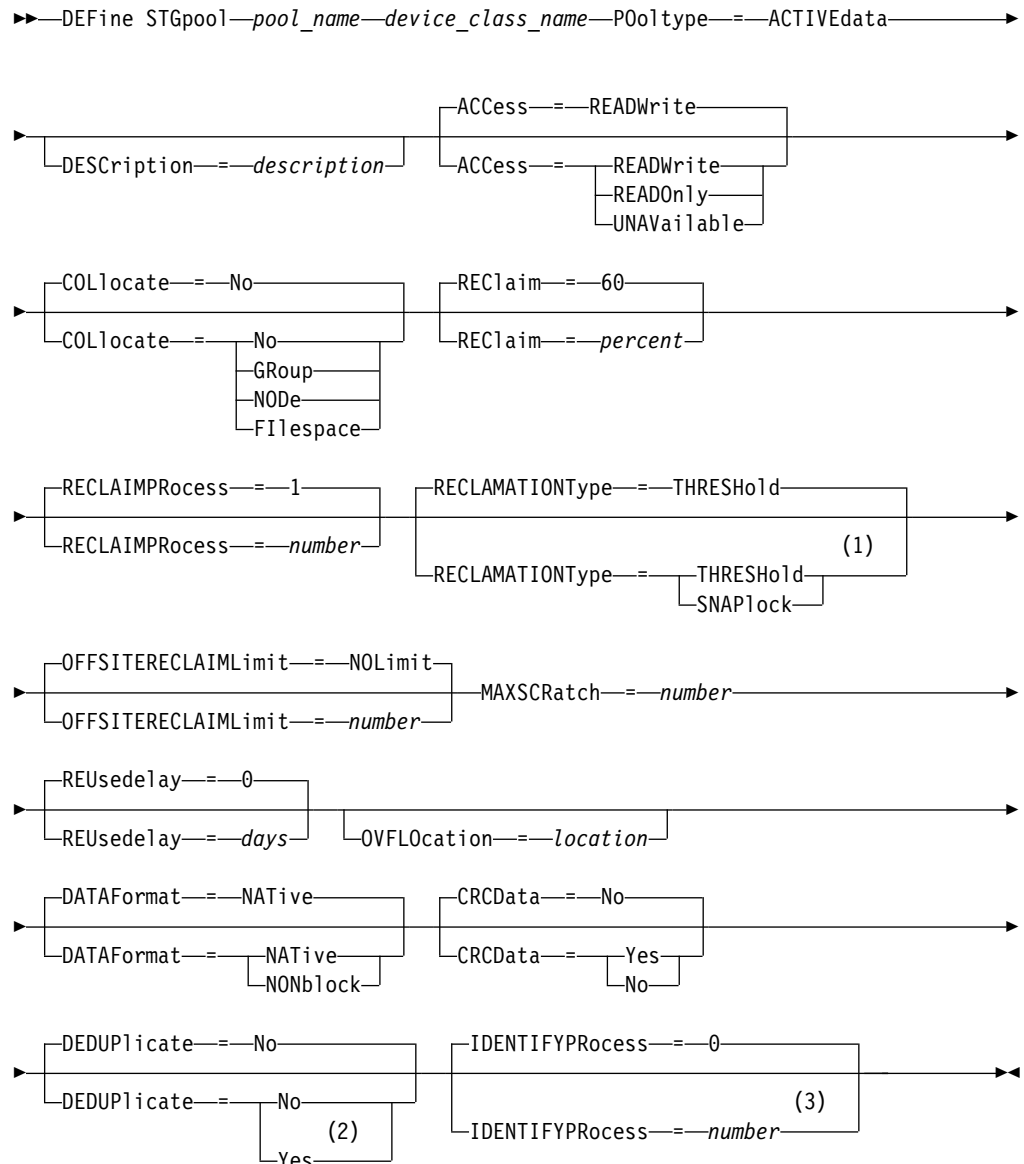 DEFine STGpool pool_name device_class_name POoltype = ACTIVEdata
ACCess = READWrite
DESCription = description ACCess = READWrite
READOnly
UNAVailable
COLlocate = No REClaim = 60
COLlocate = No REClaim = percent
GRoup
NODe
FIlespace
RECLAIMPRocess = 1 RECLAMATIONType = THRESHold
RECLAIMPRocess = number (1)
RECLAMATIONType = THRESHold
SNAPlock
OFFSITERECLAIMLimit = NOLimit
MAXSCRatch = number
OFFSITERECLAIMLimit = number
REUsedelay = 0
REUsedelay = days OVFLOcation = location
DATAFormat = NATive CRCData = No
DATAFormat = NATive CRCData = Yes
NONblock No
DEDUPlicate = No IDENTIFYPRocess = 0
DEDUPlicate = No (3)
(2) IDENTIFYPRocess = number
Yes